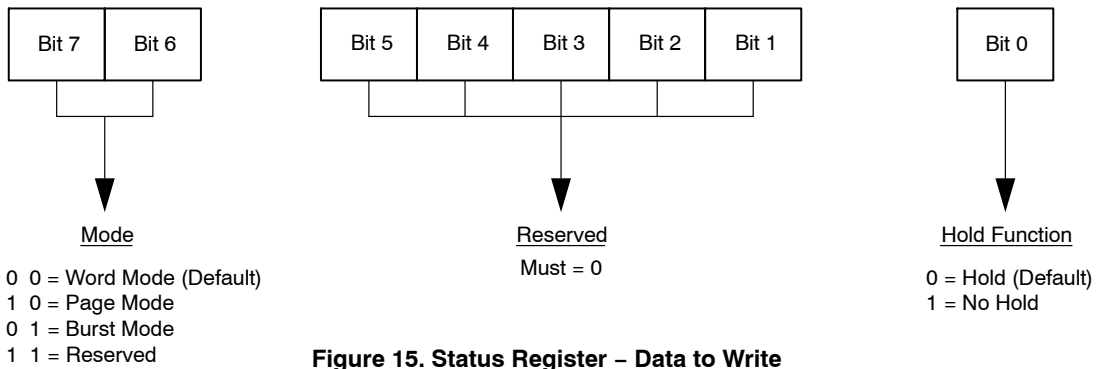 Bit 7 Bit 6 Bit 5 Bit 4 Bit 3 Bit 2 Bit 1 Bit 0
Mode
0 0 = Word Mode (Default)
1 0 = Page Mode
0 1 = Burst Mode
1 1 = Reserved
Reserved
Must = 0
Hold Function
0 = Hold (Default)
1 = No Hold
Figure 15. Status Register – Data to Write